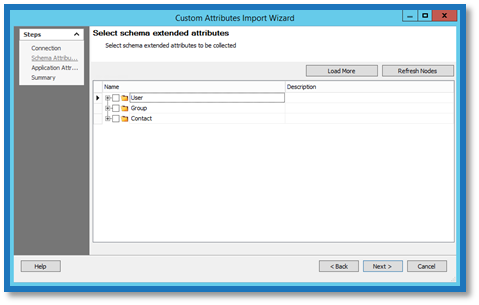 Custom Attributes Import Wizard
Steps
Connection
Schema Attribu...
Application Attr...
Summary
Select schema extended attributes
Select schema extended attributes to be collected
Load More Refresh Nodes
Name Description
User
Group
Contact
Help < Back Next > Cancel